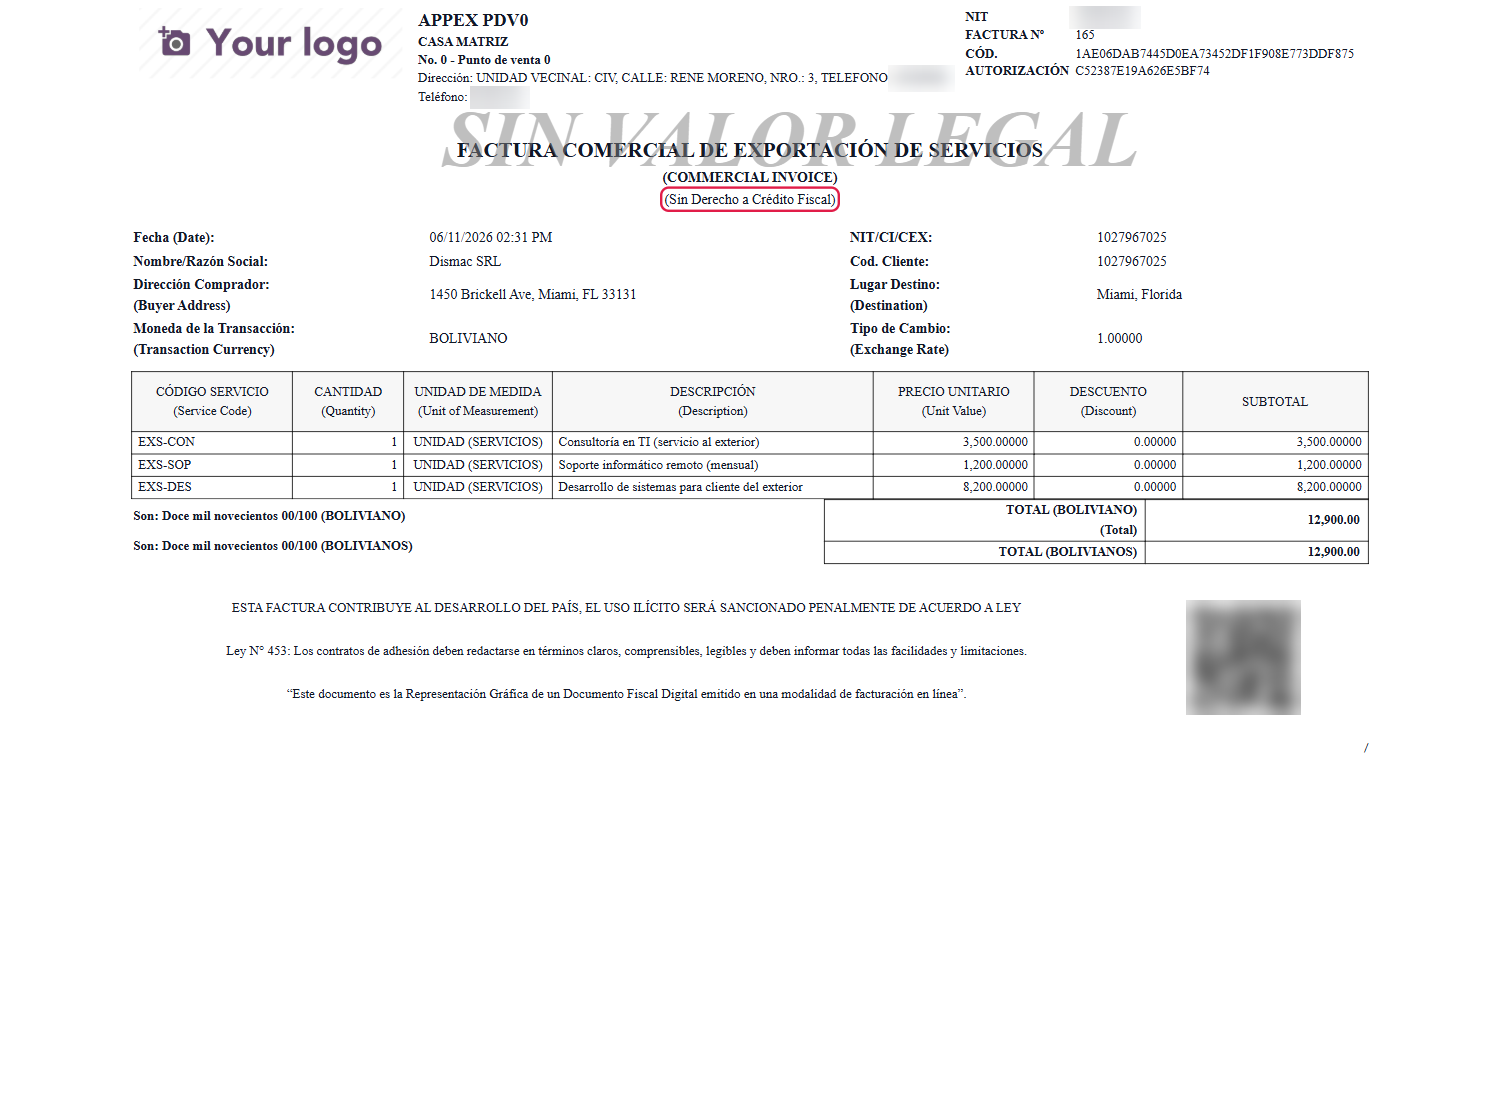 Your logo
APPEX PDV0
CASA MATRIZ
No. 0 - Punto de venta 0
Dirección: UNIDAD VECINAL: CIV, CALLE: RENE MORENO, NRO.: 3, TELEFONO
Teléfono:
NIT
FACTURA Nº 165
CÓD. 1AE06DAB7445D0EA73452DF1F908E773DDF875
AUTORIZACIÓN C52387E19A626E5BF74
SIN VALOR LEGAL
FACTURA COMERCIAL DE EXPORTACIÓN DE SERVICIOS
(COMMERCIAL INVOICE)
(Sin Derecho a Crédito Fiscal)
Fecha (Date): 06/11/2026 02:31 PM NIT/CI/CEX: 1027967025
Nombre/Razón Social: Dismac SRL Cod. Cliente: 1027967025
Dirección Comprador: Lugar Destino:
1450 Brickell Ave, Miami, FL 33131 Miami, Florida
(Buyer Address) (Destination)
Moneda de la Transacción: Tipo de Cambio:
BOLIVIANO 1.00000
(Transaction Currency) (Exchange Rate)
CÓDIGO SERVICIO CANTIDAD UNIDAD DE MEDIDA DESCRIPCIÓN PRECIO UNITARIO DESCUENTO SUBTOTAL
(Service Code) (Quantity) (Unit of Measurement) (Description) (Unit Value) (Discount)
EXS-CON 1 UNIDAD (SERVICIOS) Consultoría en TI (servicio al exterior) 3,500.00000 0.00000 3,500.00000
EXS-SOP 1 UNIDAD (SERVICIOS) Soporte informático remoto (mensual) 1,200.00000 0.00000 1,200.00000
EXS-DES 1 UNIDAD (SERVICIOS) Desarrollo de sistemas para cliente del exterior 8,200.00000 0.00000 8,200.00000
Son: Doce mil novecientos 00/100 (BOLIVIANO)
Son: Doce mil novecientos 00/100 (BOLIVIANOS)
TOTAL (BOLIVIANO)
(Total) 12,900.00
TOTAL (BOLIVIANOS) 12,900.00
ESTA FACTURA CONTRIBUYE AL DESARROLLO DEL PAÍS, EL USO ILÍCITO SERÁ SANCIONADO PENALMENTE DE ACUERDO A LEY
Ley N° 453: Los contratos de adhesión deben redactarse en términos claros, comprensibles, legibles y deben informar todas las facilidades y limitaciones.
“Este documento es la Representación Gráfica de un Documento Fiscal Digital emitido en una modalidad de facturación en línea”.
/